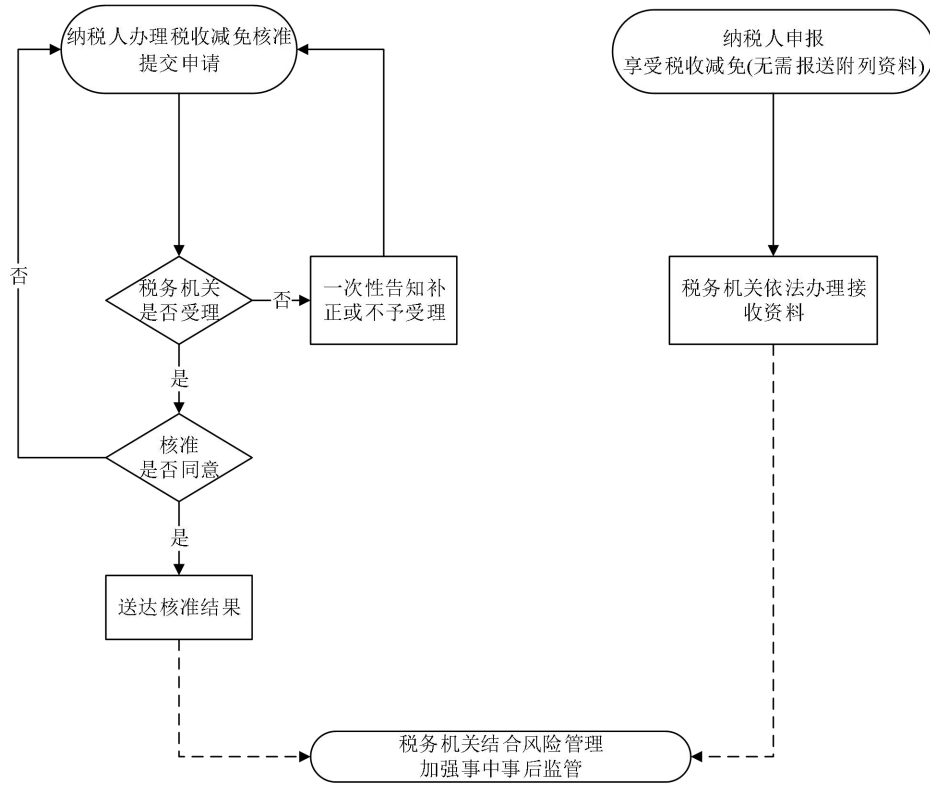 纳税人办理税收减免核准
提交申请
纳税人申报
享受税收减免(无需报送附列资料)
否
税务机关
是否受理
否
一次性告知补
正或不予受理
税务机关依法办理接
收资料
是
核准
是否同意
是
送达核准结果
税务机关结合风险管理
加强事中事后监管